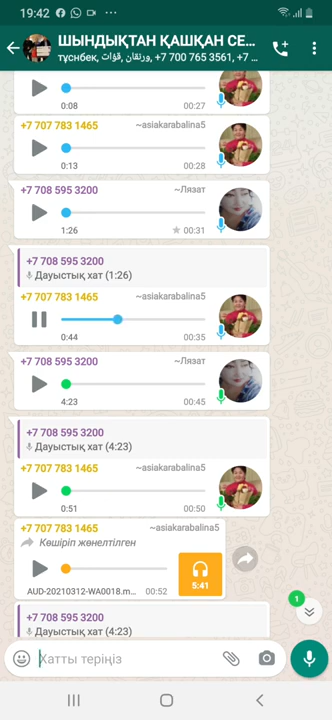 19:42
ШЫНДЫҚТАН ҚАШҚАН СЕ...
тұснбек, ورتقان, قؤات, +7 700 765 3561, +7 ...
0:08 00:27
+7 707 783 1465 ~asiakarabalina5
0:13 00:28
+7 708 595 3200 ~Лязат
1:26 00:31
+7 708 595 3200
Дауыстық хат (1:26)
+7 707 783 1465 ~asiakarabalina5
0:44 00:35
+7 708 595 3200 ~Лязат
4:23 00:45
+7 708 595 3200
Дауыстық хат (4:23)
+7 707 783 1465 ~asiakarabalina5
0:51 00:50
+7 707 783 1465 ~asiakarabalina5
Көшіріп жөнелтілген
5:41
AUD-20210312-WA0018.m... 00:52
+7 708 595 3200
Дауыстық хат (4:23)
1
Хатты теріңіз